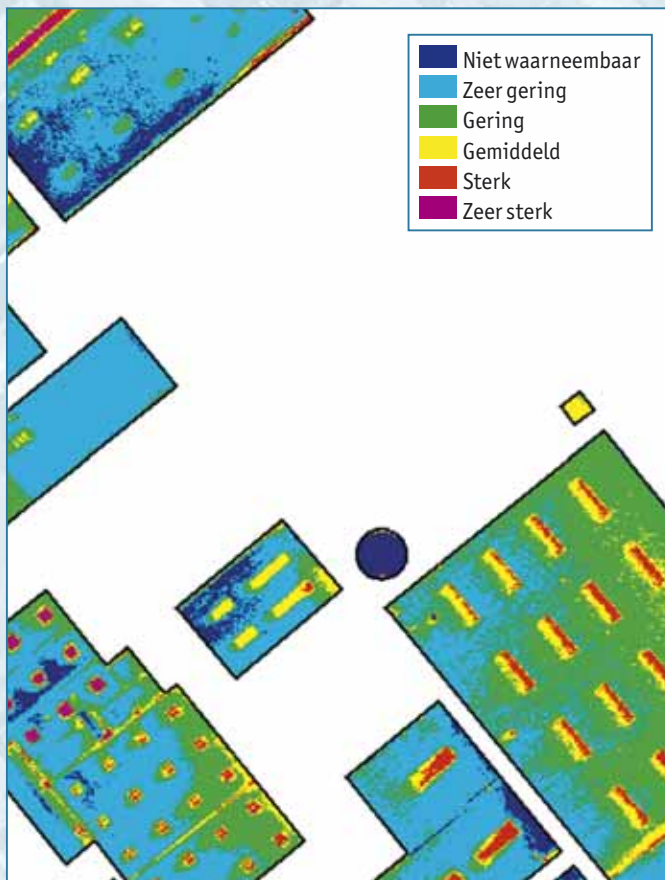 Niet waarneembaar
Zeer gering
Gering
Gemiddeld
Sterk
Zeer sterk